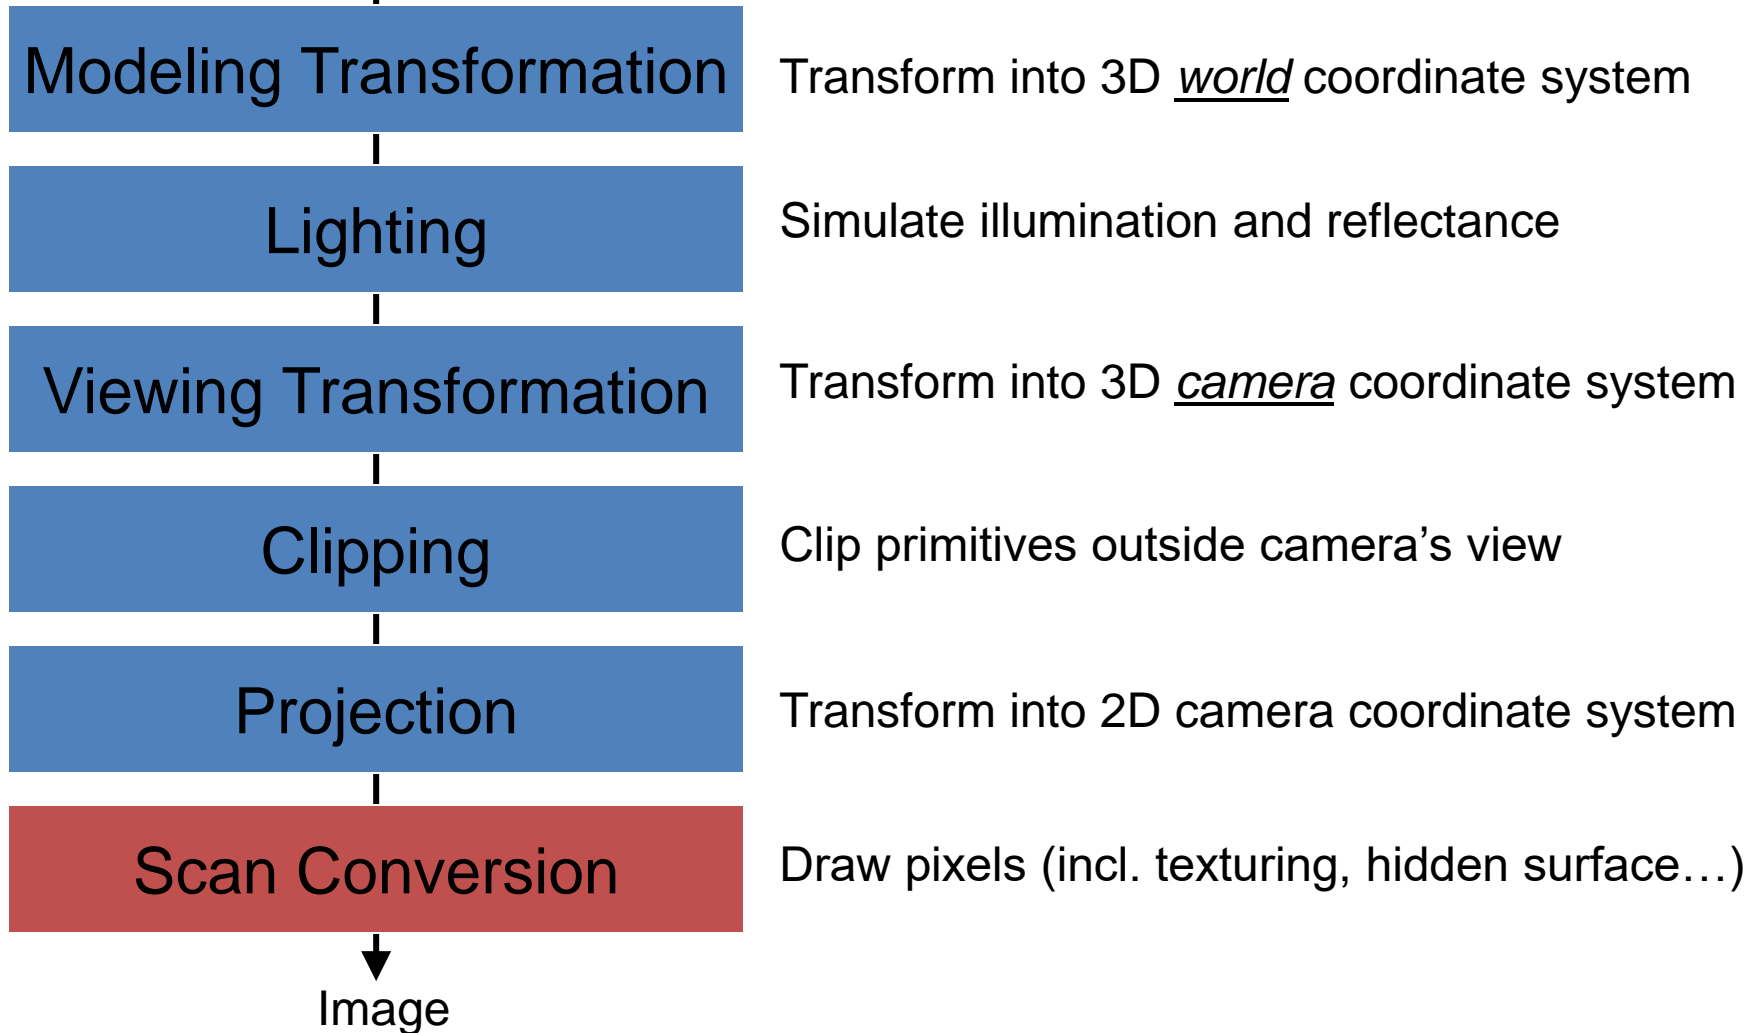 Modeling Transformation
Transform into 3D world coordinate system
Lighting
Simulate illumination and reflectance
Viewing Transformation
Transform into 3D camera coordinate system
Clipping
Clip primitives outside camera’s view
Projection
Transform into 2D camera coordinate system
Scan Conversion
Draw pixels (incl. texturing, hidden surface…)
Image